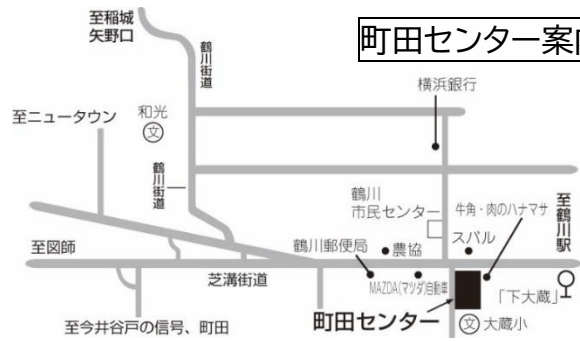 町田センター案
至稲城
矢野口
鶴川街道
横浜銀行
至ニュータウン
和光
文
鶴川街道
鶴川
市民センター
牛角・肉のハナマサ
至鶴川駅
至図師
鶴川郵便局
農協
スバル
芝溝街道
MAZDA(マツダ)自動車
「下大蔵」
至今井谷戸の信号、町田
町田センター
文 大蔵小